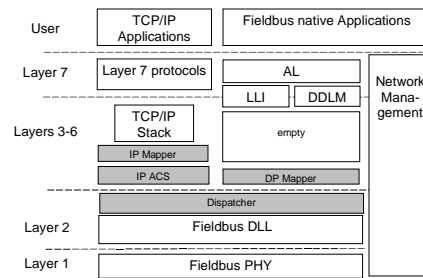 User
TCP/IP
Applications
Fieldbus native Applications
Layer 7
Layer 7 protocols
AL
LLI
DDLM
Network
Mana-
gement
Layers 3-6
TCP/IP
Stack
empty
IP Mapper
IP ACS
DP Mapper
Dispatcher
Layer 2
Fieldbus DLL
Layer 1
Fieldbus PHY